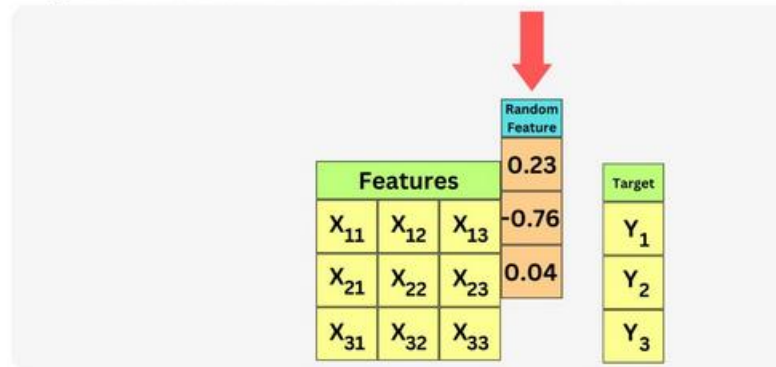 Random
Feature
0.23
Features
Target
-0.76
X11 X12 X13
Y1
0.04
X21 X22 X23
Y2
X31 X32 X33
Y3